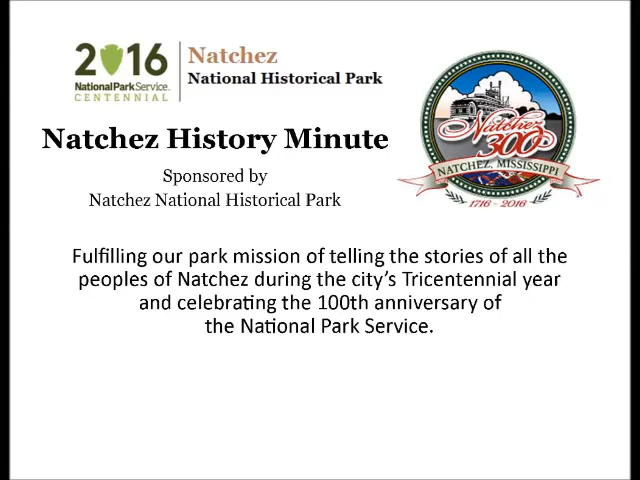 2016
National Park Service
CENTENNIAL
Natchez
National Historical Park
Natchez History Minute
Sponsored by
Natchez National Historical Park
Natchez
300
NATCHEZ, MISSISSIPPI
1716 - 2016
Fulfilling our park mission of telling the stories of all the
peoples of Natchez during the city's Tricentennial year
and celebrating the 100th anniversary of
the National Park Service.